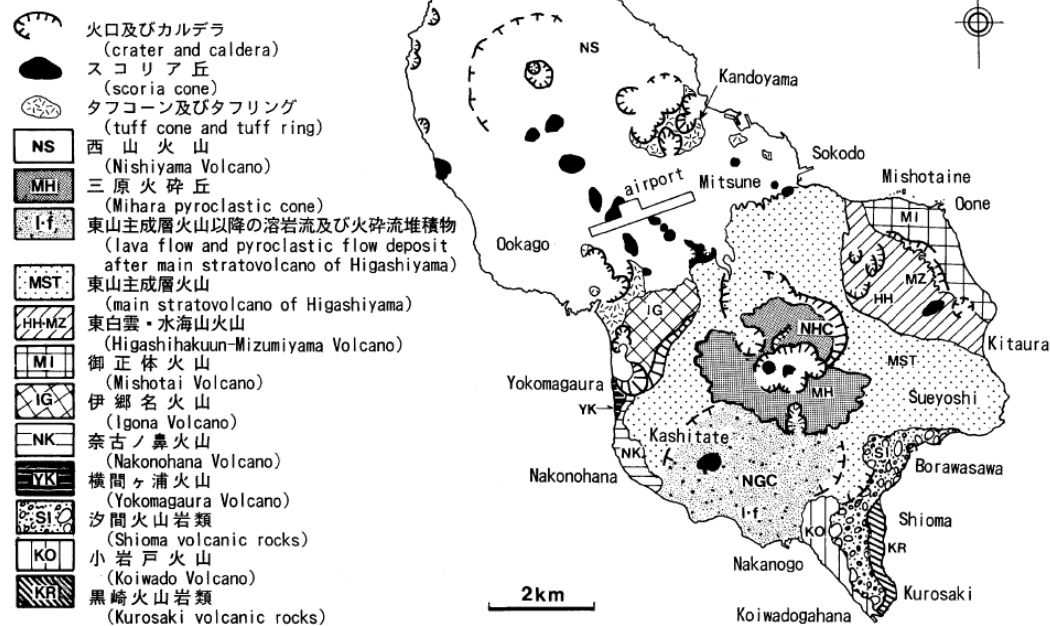 火口及びカルデラ
(crater and caldera)
スコリア丘
(scoria cone)
タフコーン及びタフリング
(tuff cone and tuff ring)
NS
西山火山
(Nishiyama Volcano)
MH
三原火砕丘
(Mihara pyroclastic cone)
I・f
東山主成層火山以降の溶岩流及び火砕流堆積物
(lava flow and pyroclastic flow deposit
after main stratovolcano of Higashiyama)
MST
東山主成層火山
(main stratovolcano of Higashiyama)
HH・MZ
東白雲・水海山火山
(Higashihakuun-Mizumiyama Volcano)
MI
御正体火山
(Mishotai Volcano)
IG
伊郷名火山
(Igona Volcano)
NK
奈古ノ鼻火山
(Nakonohana Volcano)
YK
横間ヶ浦火山
(Yokomagaura Volcano)
SI
汐間火山岩類
(Shioma volcanic rocks)
KO
小岩戸火山
(Koiwado Volcano)
KR
黒崎火山岩類
(Kurosaki volcanic rocks)
NS
Kandoyama
Sokodo
airport
Mitsune
Mishotaine
Oone
MI
Ookago
MZ
HH
IG
NHC
Kitaura
MST
Yokomagaura
MH
Sueyoshi
YK
Kashitate
NK
SI
Borawasawa
Nakonohana
NGC
I・f
Shioma
KO
KR
Nakanogo
Kurosaki
2km
Koiwadogahana